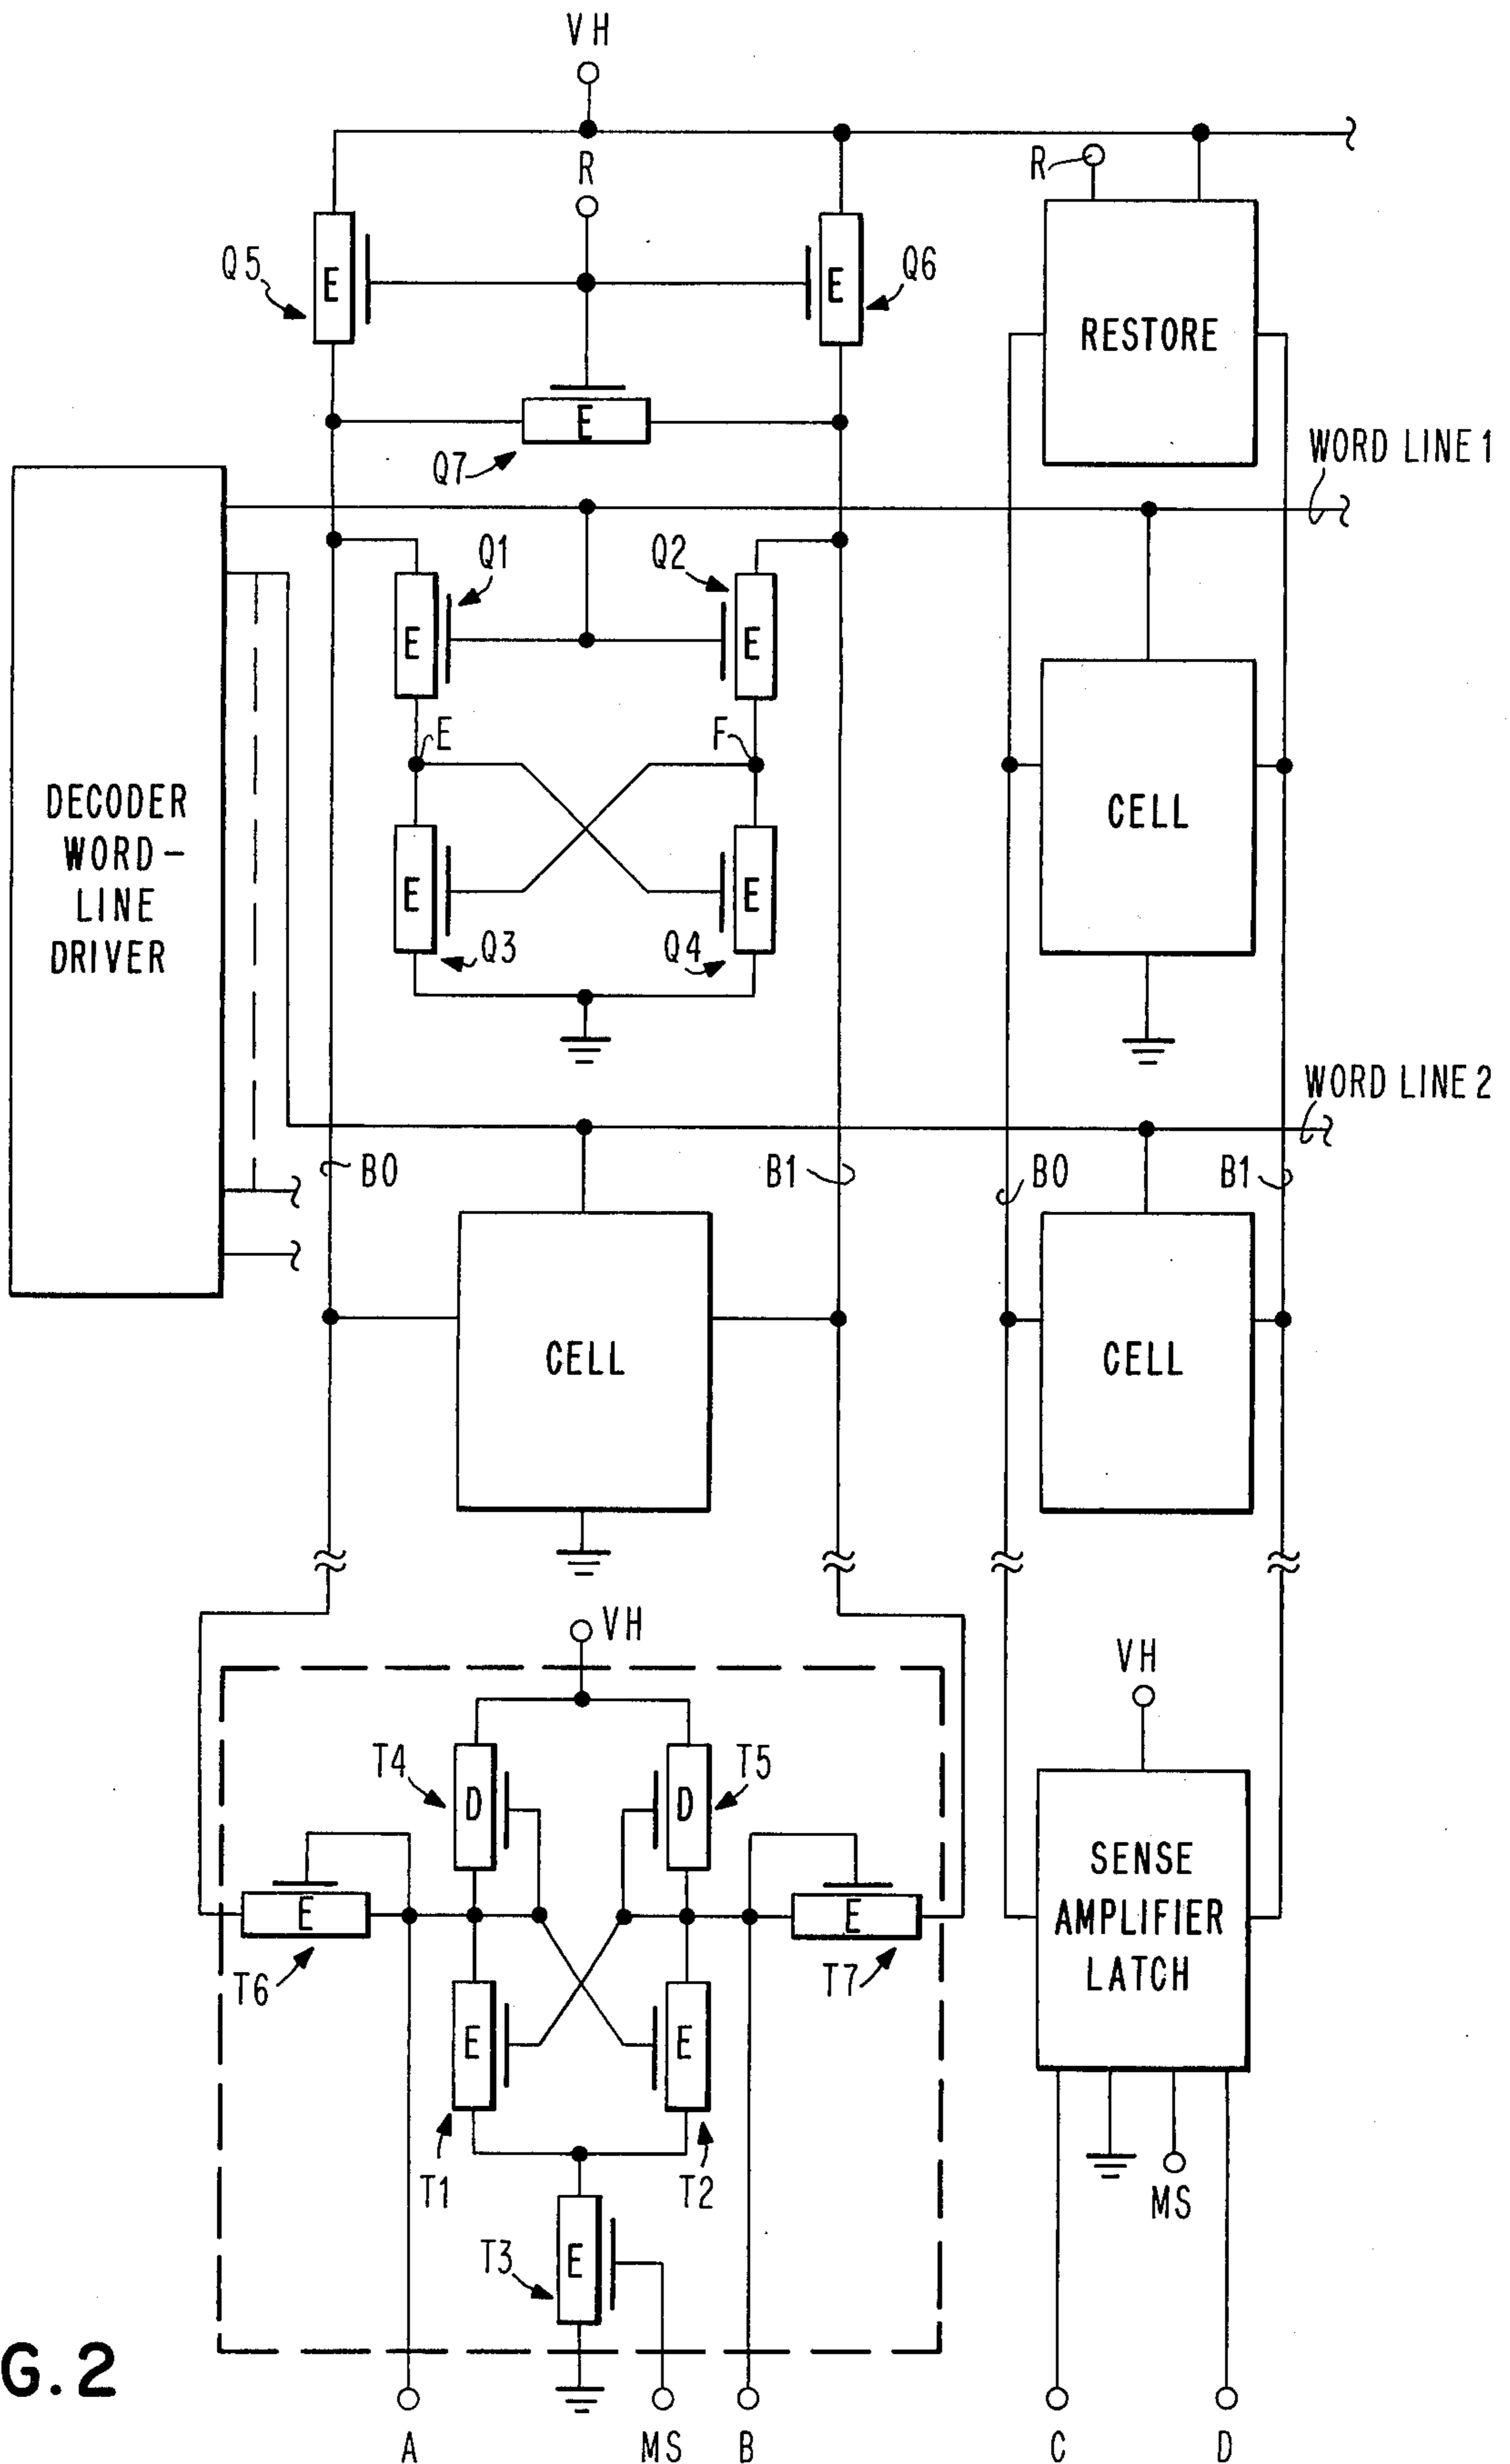 VH
R
R
Q5
E
E
Q6
RESTORE
E
Q7
WORD LINE 1
Q1
Q2
E
E
E
F
CELL
DECODER
WORD-
LINE
DRIVER
E
E
Q3
Q4
WORD LINE 2
B0
B1
B0
B1
CELL
CELL
VH
VH
T4
D
D
T5
SENSE
AMPLIFIER
LATCH
E
E
T6
T7
E
E
T1
T2
MS
T3
E
G.2
A
MS
B
C
D